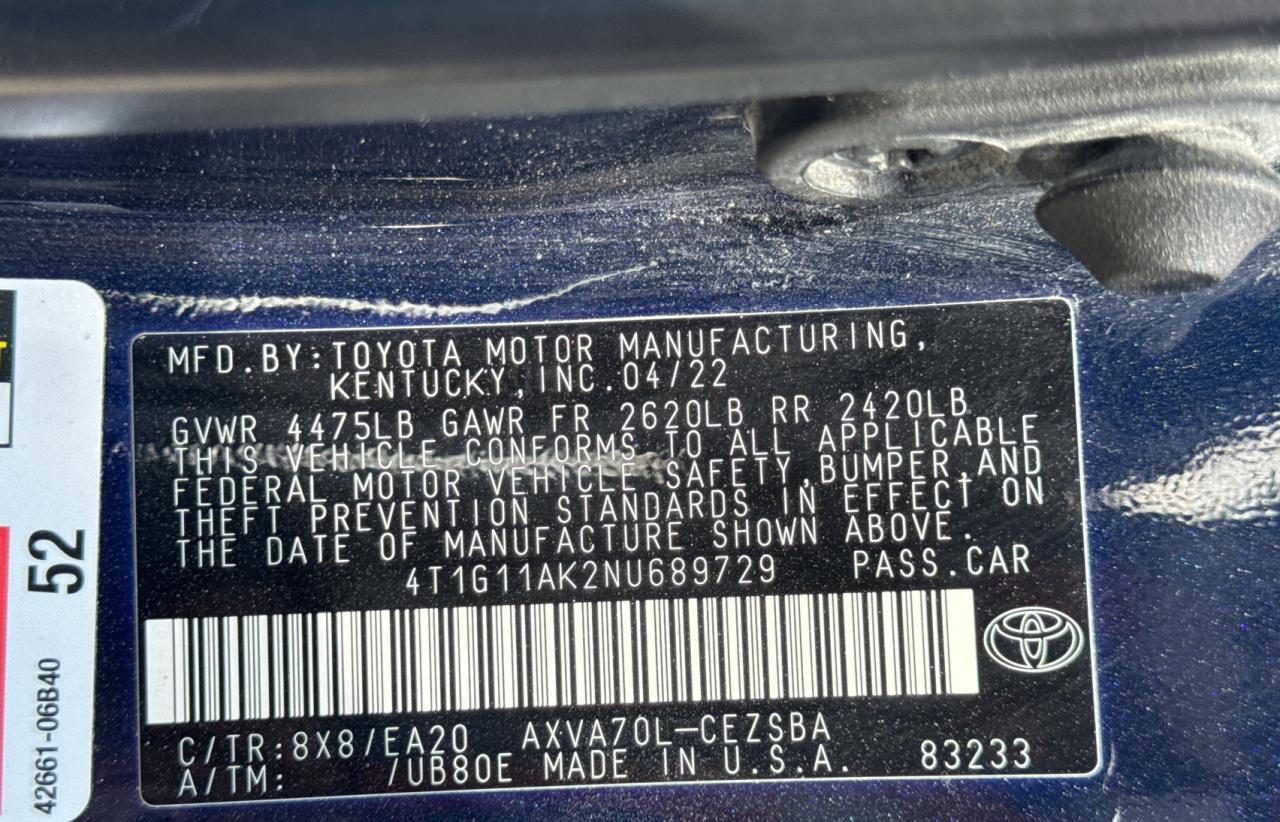 MFD.BY:TOYOTA MOTOR MANUFACTURING,
KENTUCKY,INC.04/22
GVWR 4475LB GAWR FR 2620LB RR 2420LB
THIS VEHICLE CONFORMS TO ALL APPLICABLE
FEDERAL MOTOR VEHICLE SAFETY,BUMPER,AND
THEFT PREVENTION STANDARDS IN EFFECT ON
THE DATE OF MANUFACTURE SHOWN ABOVE.
4T1G11AK2NU689729 PASS.CAR
C/TR:8X8/EA20 AXVA70L-CEZSBA
A/TM: /UB80E MADE IN U.S.A. 83233
52
42661-06B40